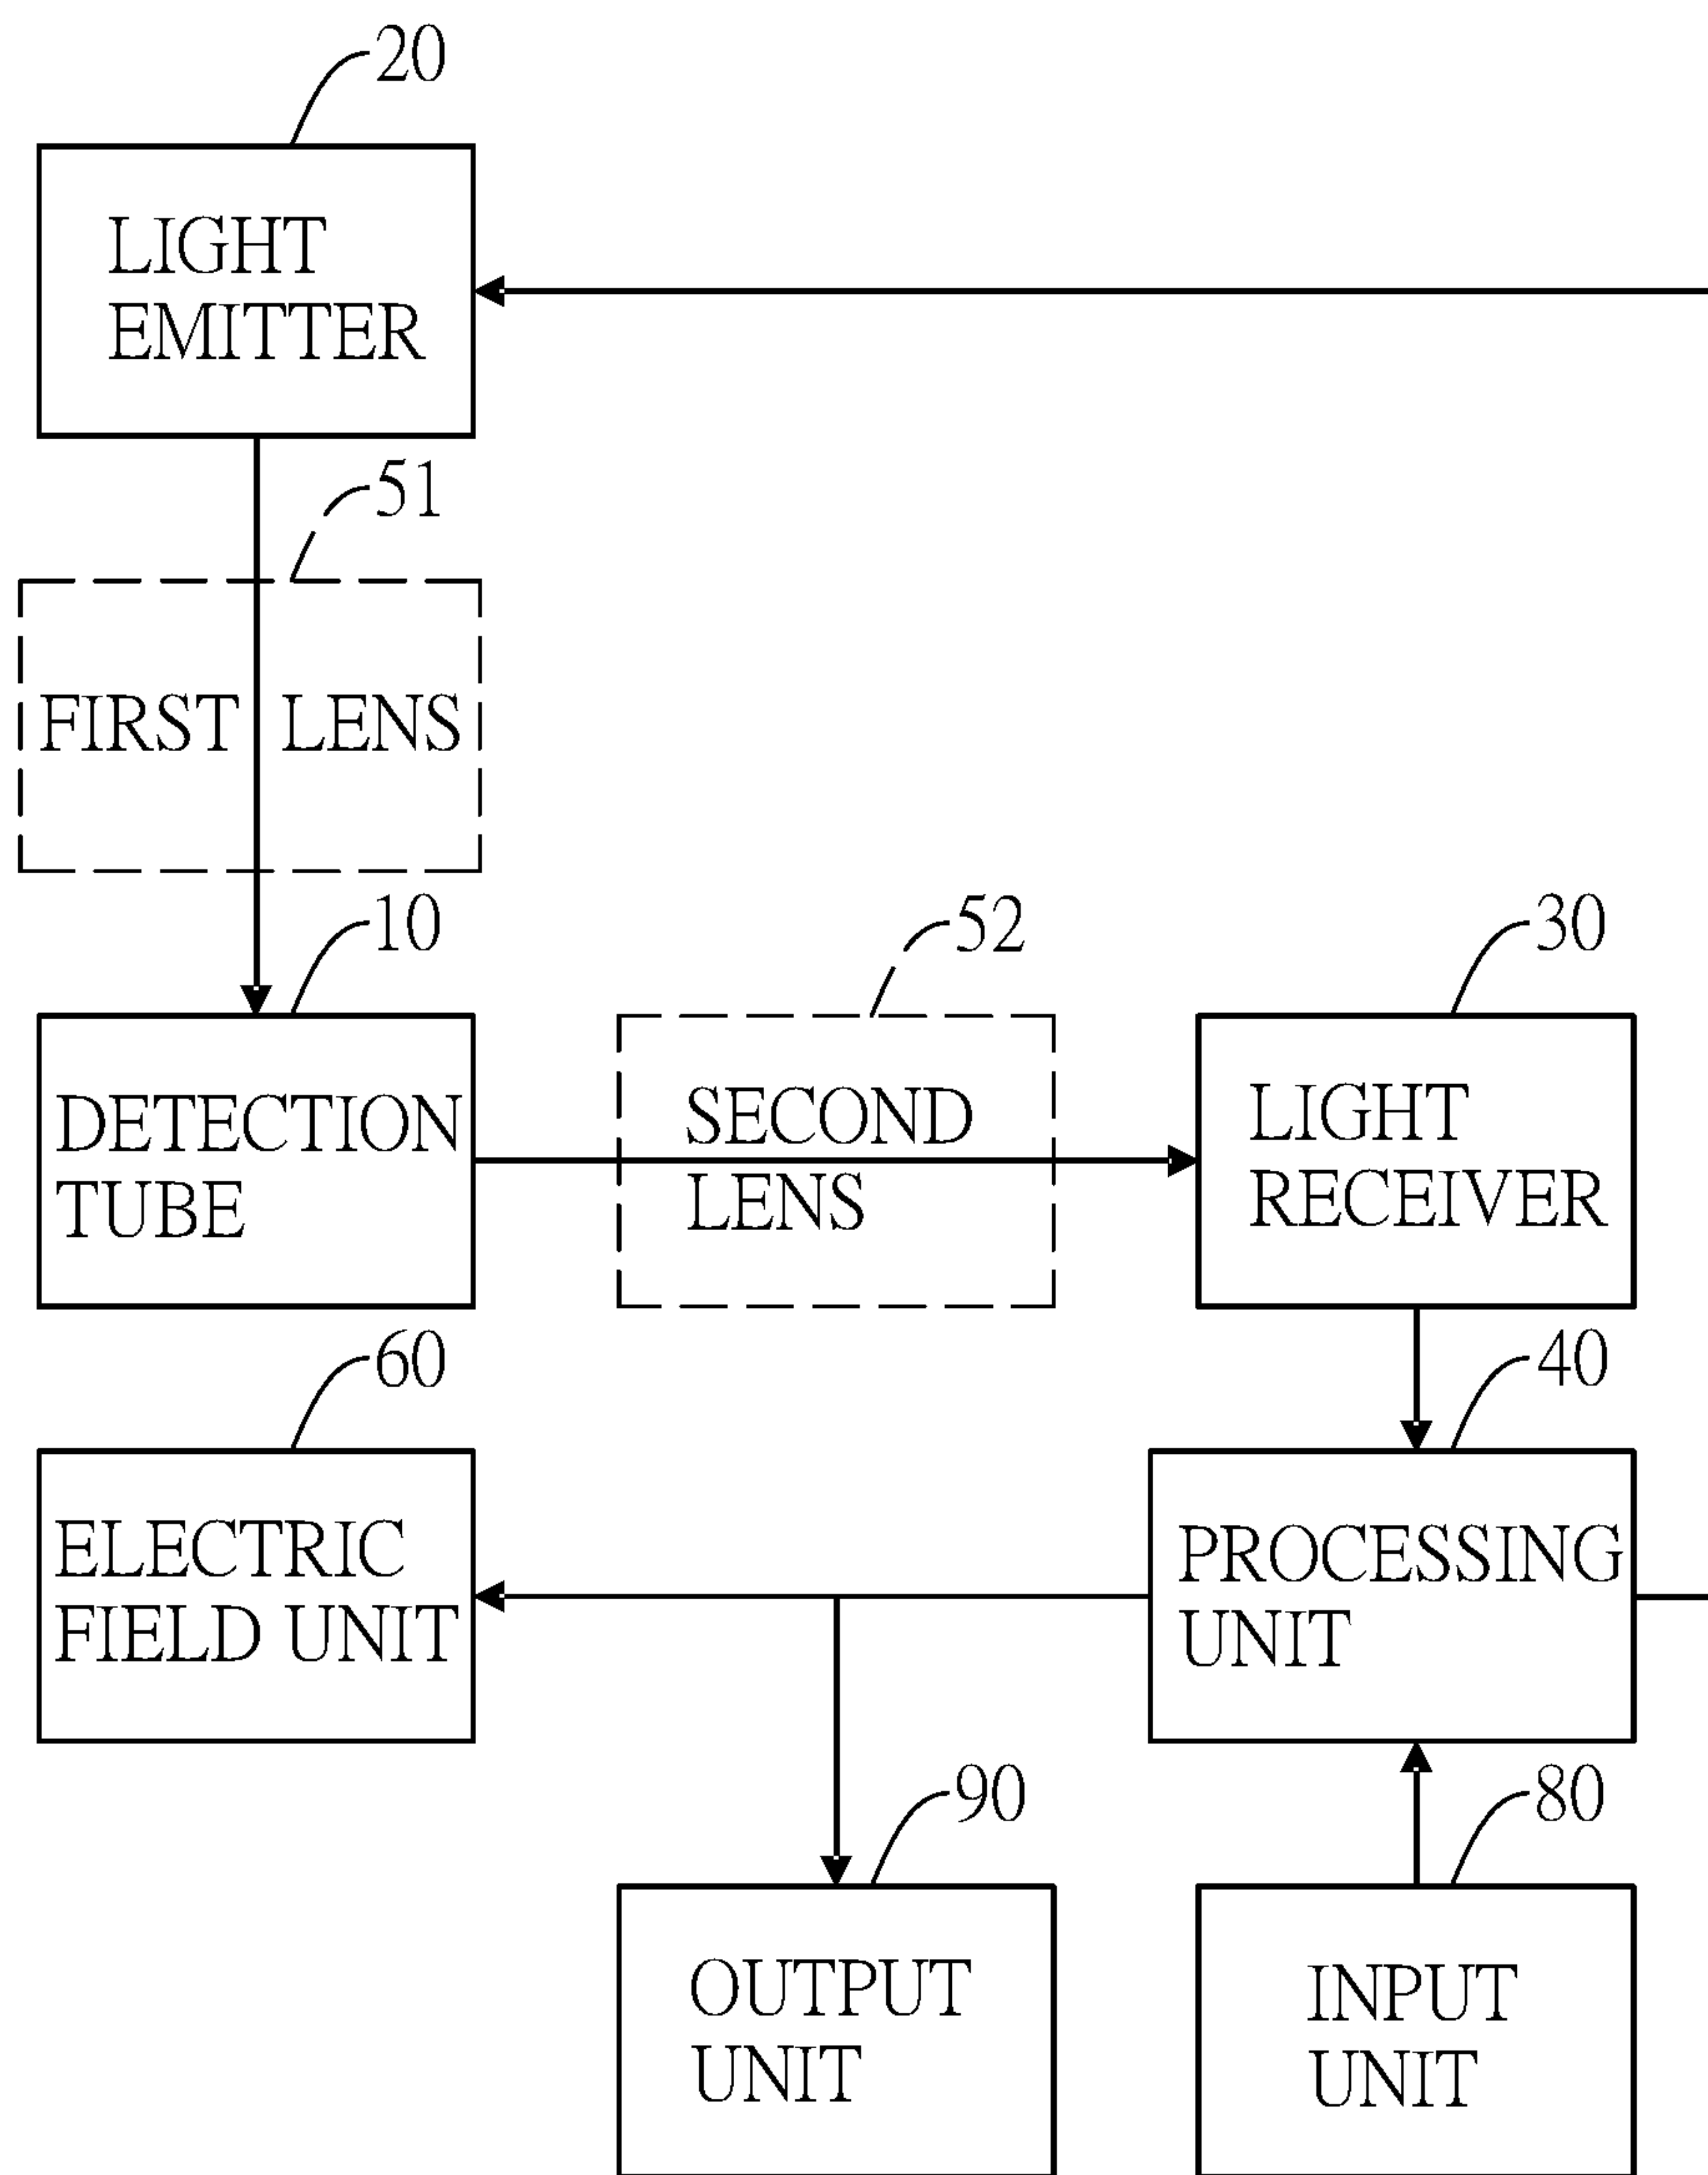 20
LIGHT
EMITTER
51
FIRST LENS
10
52
30
DETECTION
TUBE
SECOND
LENS
LIGHT
RECEIVER
60
40
ELECTRIC
FIELD UNIT
PROCESSING
UNIT
90
80
OUTPUT
UNIT
INPUT
UNIT